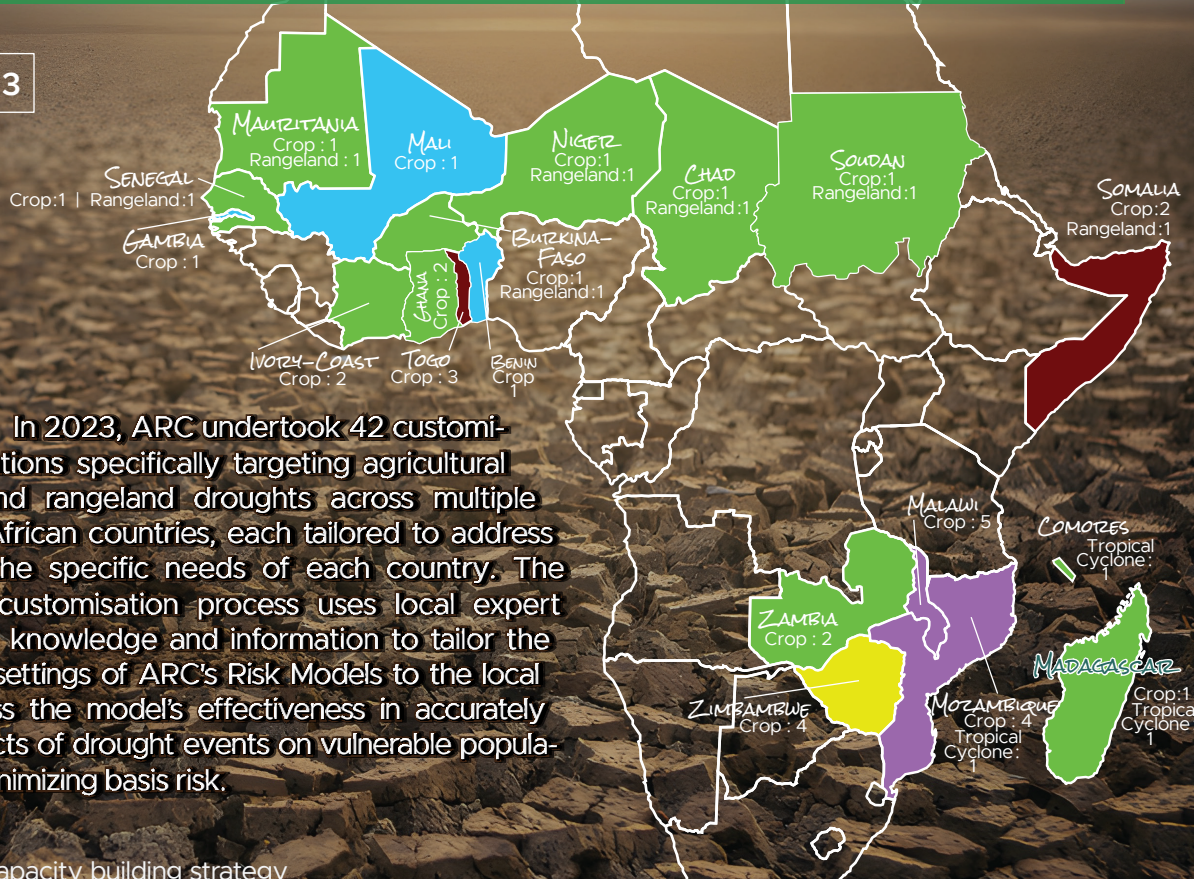 3
MAURITANIA
Crop : 1
Rangeland : 1
MALI
Crop : 1
NIGER
Crop:1
Rangeland:1
CHAD
Crop:1
Rangeland:1
SOUDAN
Crop:1
Rangeland:1
SOMALIA
Crop:2
Rangeland:1
SENEGAL
Crop:1 | Rangeland:1
GAMBIA
Crop : 1
BURKINA-
FASO
Crop:1
Rangeland:1
GHANA
Crop : 2
IVORY-COAST
Crop : 2
TOGO
Crop : 3
BENIN
Crop
1
In 2023, ARC undertook 42 customi-
tions specifically targeting agricultural
nd rangeland droughts across multiple
African countries, each tailored to address
he specific needs of each country. The
customisation process uses local expert
knowledge and information to tailor the
settings of ARC's Risk Models to the local
ss the model's effectiveness in accurately
cts of drought events on vulnerable popula-
nimizing basis risk.
MALAWI
Crop : 5
COMORES
Tropical
Cyclone:
1
ZAMBIA
Crop : 2
MADAGASCAR
Crop:1
Tropica
Cyclone
1
ZIMBAMBWE
Crop : 4
MOZAMBIQUE
Crop : 4
Tropical
Cyclone:
1
apacity building strategy